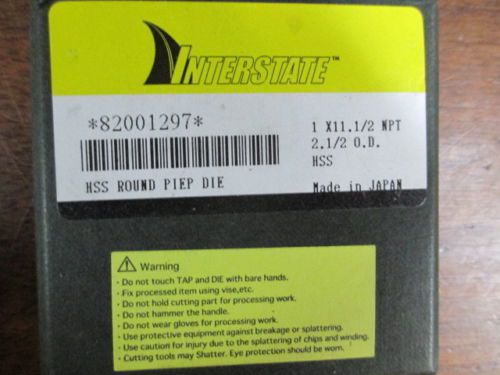 INTERSTATE™
*82001297*
1 X11.1/2 NPT
2.1/2 O.D.
HSS
HSS ROUND PIEP DIE
Made in JAPAN
Warning
· Do not touch TAP and DIE with bare hands.
· Fix processed item using vise,etc.
· Do not hold cutting part for processing work.
· Do not hammer the handle.
· Do not wear gloves for processing work.
· Use protective equipment against breakage or splattering.
· Use caution for injury due to the splattering of chips and winding.
· Cutting tools may Shatter. Eye protection should be worn.